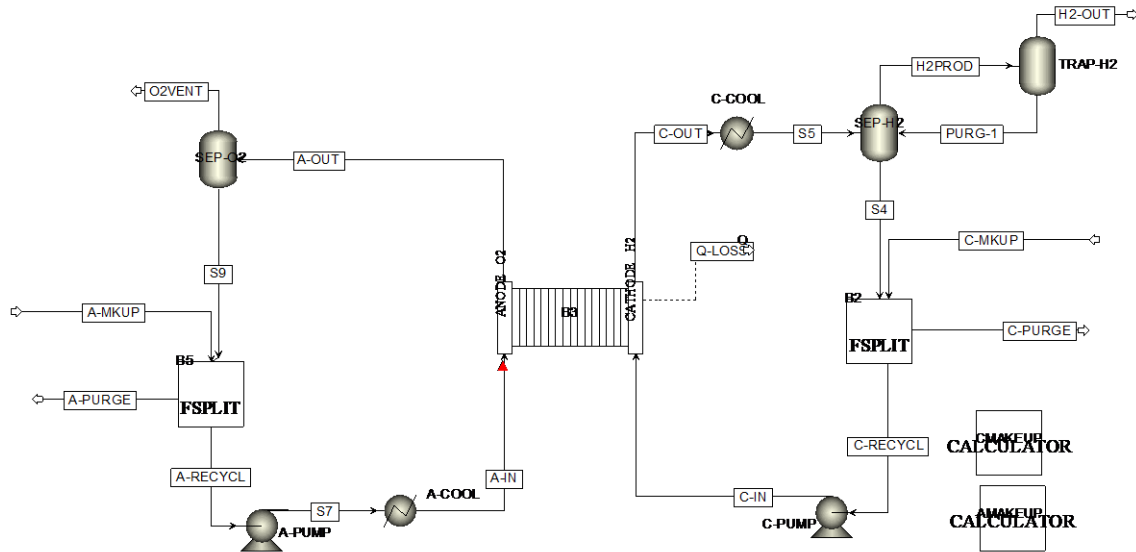 H2-OUT
H2PROD
TRAP-H2
O2VENT
C-COOL
C-OUT
S5
SEP-H2
PURG-1
SEP-O2
A-OUT
S4
C-MKUP
Q
Q-LOSS
S9
ANODE O2
CATHODE H2
B3
A-MKUP
B2
FSPLIT
C-PURGE
B5
FSPLIT
A-PURGE
C-RECYCL
CMAKEUP
CALCULATOR
A-RECYCL
A-IN
A-COOL
C-IN
S7
A-PUMP
C-PUMP
AMAKEUP
CALCULATOR